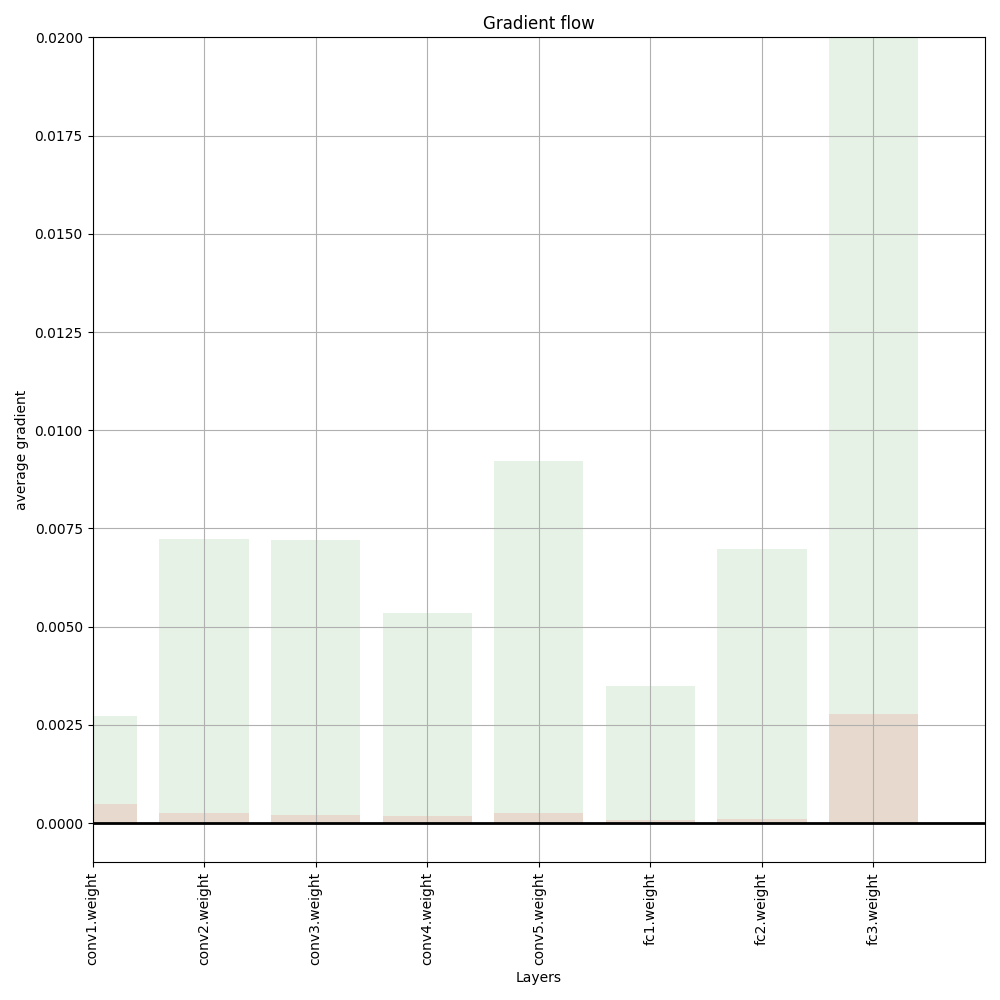 Gradient flow
0.0200
0.0175
0.0150
0.0125
0.0100
0.0075
0.0050
0.0025
0.0000
average gradient
conv1.weight
conv2.weight
conv3.weight
conv4.weight
conv5.weight
fc1.weight
fc2.weight
fc3.weight
Layers